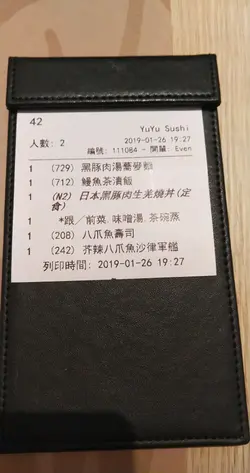 42
YuYu Sushi
人數: 2 2019-01-26 19:27
編號: 111084 - 開單: Even
1 (729) 黑豚肉湯蕎麥麵
1 (712) 鰻魚茶漬飯
1 (N2) 日本黑豚肉生羌燒丼(定
食)
1 *跟/前菜. 味噌湯. 茶碗蒸
1 (208) 八爪魚壽司
1 (242) 芥辣八爪魚沙律軍艦
列印時間: 2019-01-26 19:27